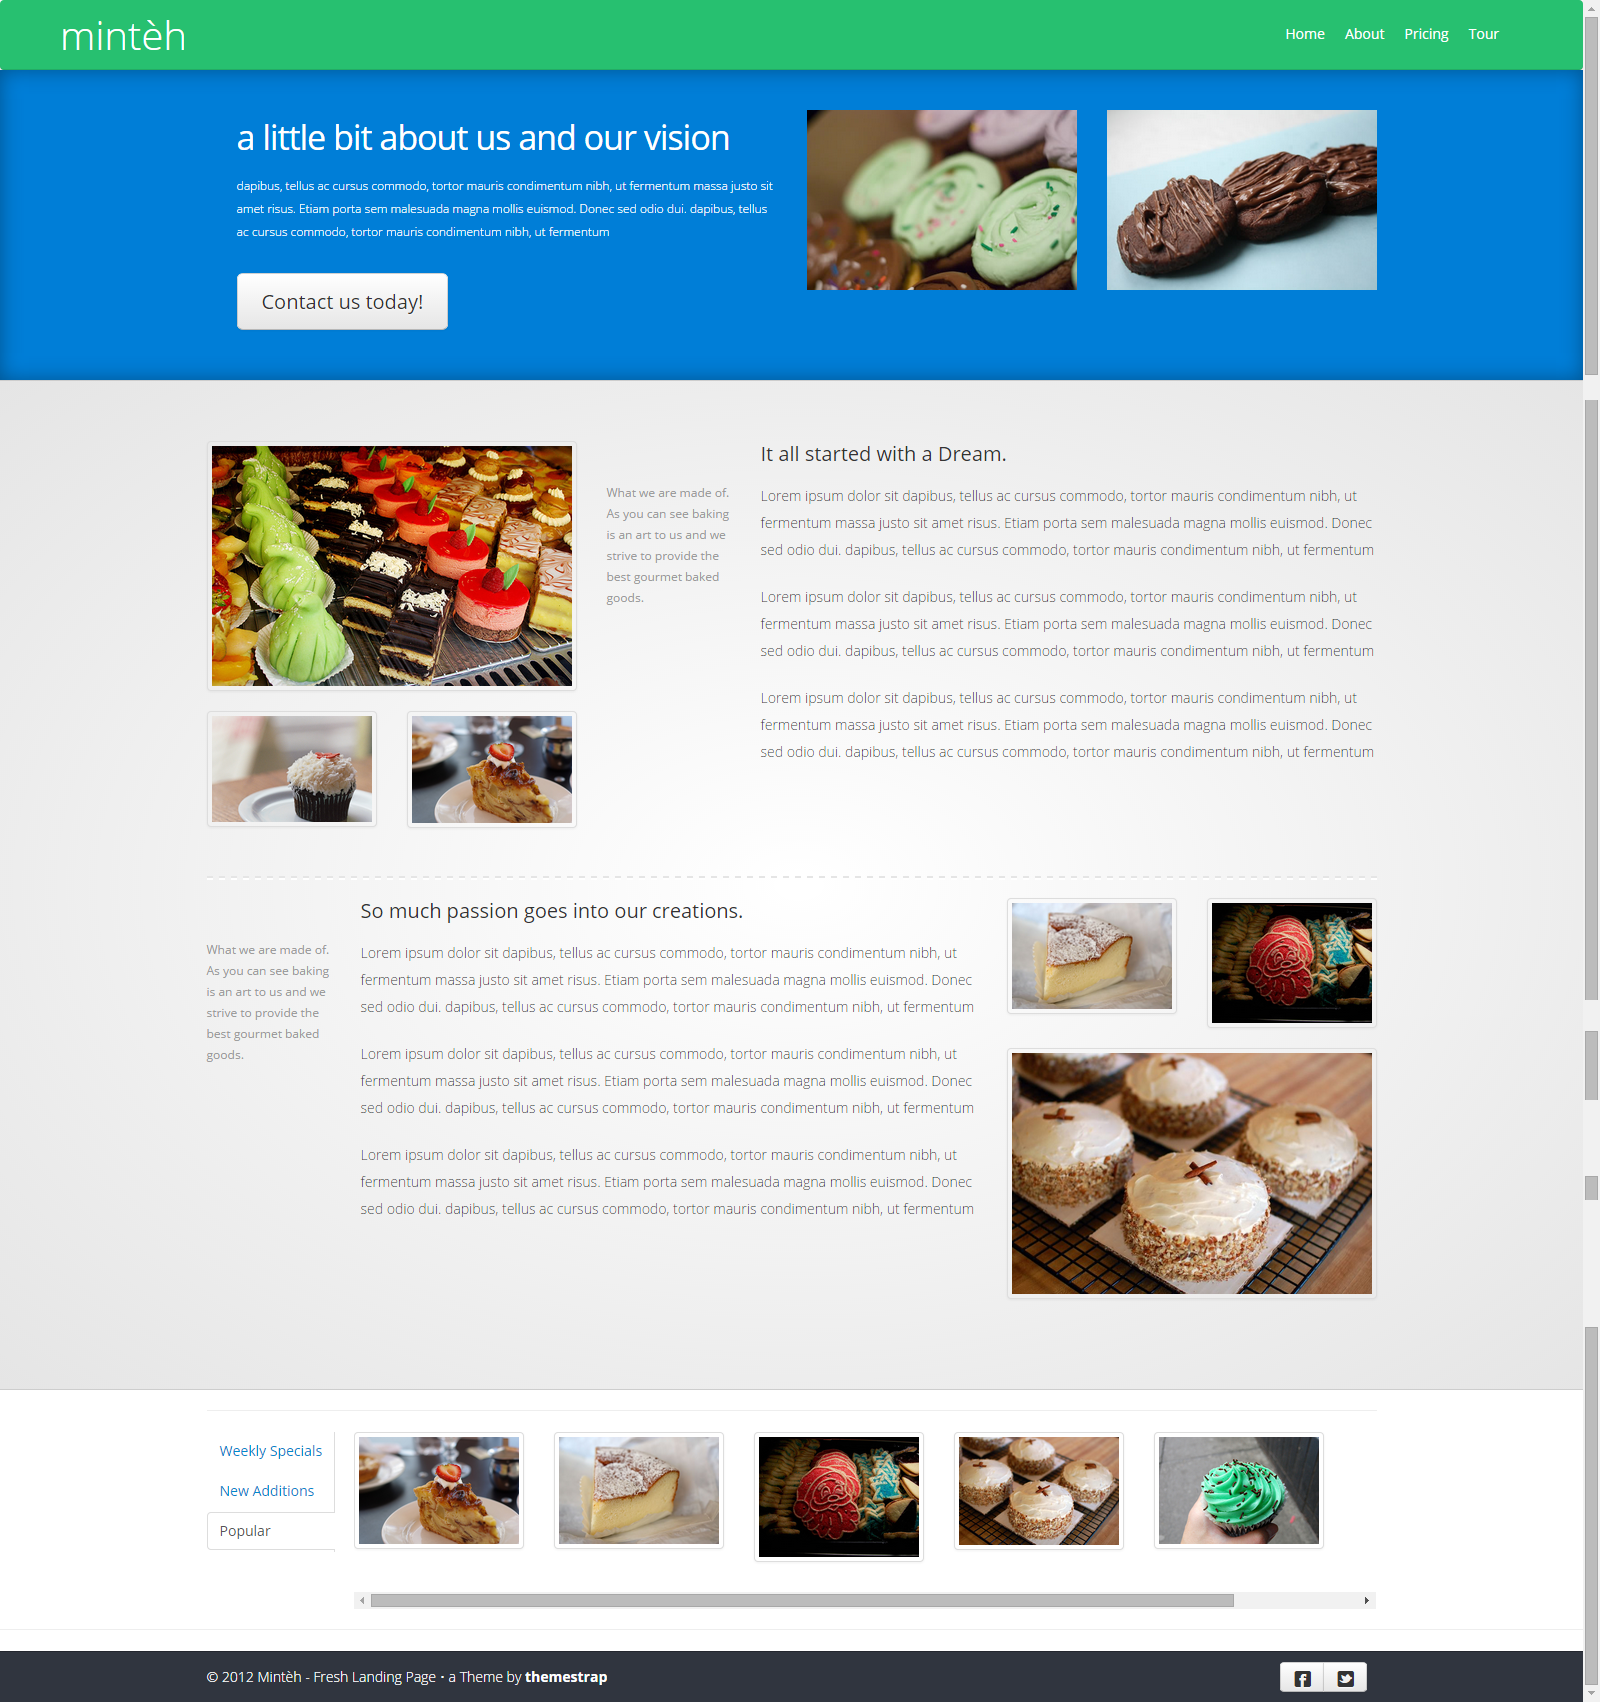 mintèh
Home About Pricing Tour
a little bit about us and our vision
dapibus, tellus ac cursus commodo, tortor mauris condimentum nibh, ut fermentum massa justo sit
amet risus. Etiam porta sem malesuada magna mollis euismod. Donec sed odio dui. dapibus, tellus
ac cursus commodo, tortor mauris condimentum nibh, ut fermentum
Contact us today!
What we are made of.
As you can see baking
is an art to us and we
strive to provide the
best gourmet baked
goods.
It all started with a Dream.
Lorem ipsum dolor sit dapibus, tellus ac cursus commodo, tortor mauris condimentum nibh, ut
fermentum massa justo sit amet risus. Etiam porta sem malesuada magna mollis euismod. Donec
sed odio dui. dapibus, tellus ac cursus commodo, tortor mauris condimentum nibh, ut fermentum
Lorem ipsum dolor sit dapibus, tellus ac cursus commodo, tortor mauris condimentum nibh, ut
fermentum massa justo sit amet risus. Etiam porta sem malesuada magna mollis euismod. Donec
sed odio dui. dapibus, tellus ac cursus commodo, tortor mauris condimentum nibh, ut fermentum
Lorem ipsum dolor sit dapibus, tellus ac cursus commodo, tortor mauris condimentum nibh, ut
fermentum massa justo sit amet risus. Etiam porta sem malesuada magna mollis euismod. Donec
sed odio dui. dapibus, tellus ac cursus commodo, tortor mauris condimentum nibh, ut fermentum
What we are made of.
As you can see baking
is an art to us and we
strive to provide the
best gourmet baked
goods.
So much passion goes into our creations.
Lorem ipsum dolor sit dapibus, tellus ac cursus commodo, tortor mauris condimentum nibh, ut
fermentum massa justo sit amet risus. Etiam porta sem malesuada magna mollis euismod. Donec
sed odio dui. dapibus, tellus ac cursus commodo, tortor mauris condimentum nibh, ut fermentum
Lorem ipsum dolor sit dapibus, tellus ac cursus commodo, tortor mauris condimentum nibh, ut
fermentum massa justo sit amet risus. Etiam porta sem malesuada magna mollis euismod. Donec
sed odio dui. dapibus, tellus ac cursus commodo, tortor mauris condimentum nibh, ut fermentum
Lorem ipsum dolor sit dapibus, tellus ac cursus commodo, tortor mauris condimentum nibh, ut
fermentum massa justo sit amet risus. Etiam porta sem malesuada magna mollis euismod. Donec
sed odio dui. dapibus, tellus ac cursus commodo, tortor mauris condimentum nibh, ut fermentum
Weekly Specials
New Additions
Popular
© 2012 Mintèh - Fresh Landing Page · a Theme by themestrap